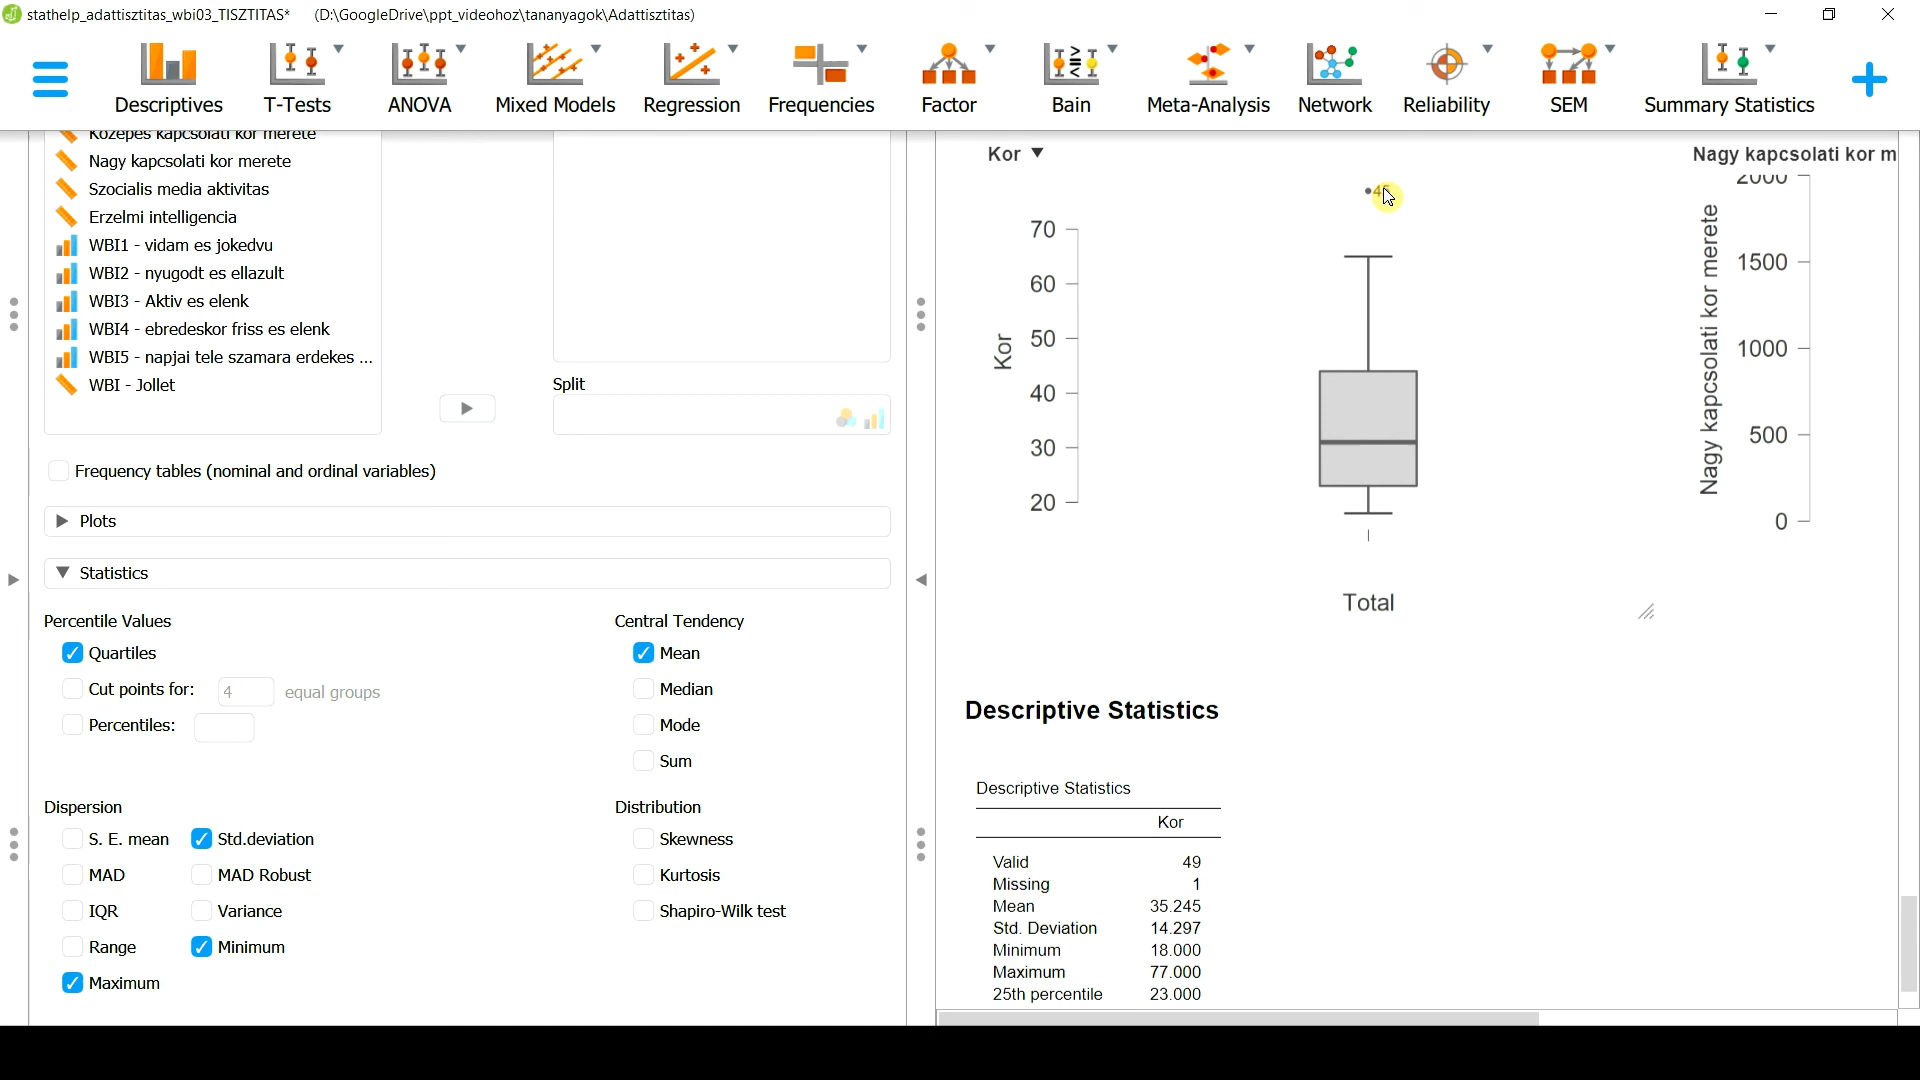 stathelp_adattisztitas_wbi03_TISZTITAS* (D:\GoogleDrive\ppt_videohoz\tananyagok\Adattisztitas)
Descriptives
T-Tests
ANOVA
Mixed Models
Regression
Frequencies
Factor
Bain
Meta-Analysis
Network
Reliability
SEM
Summary Statistics
Kozepes kapcsolati kor merete
Nagy kapcsolati kor merete
Szocialis media aktivitas
Erzelmi intelligencia
WBI1 - vidam es jokedvu
WBI2 - nyugodt es ellazult
WBI3 - Aktiv es elenk
WBI4 - ebredeskor friss es elenk
WBI5 - napjai tele szamara erdekes ...
WBI - Jollet
Split
Frequency tables (nominal and ordinal variables)
Plots
Statistics
Percentile Values
Quartiles
Cut points for: 4 equal groups
Percentiles:
Central Tendency
Mean
Median
Mode
Sum
Dispersion
S. E. mean
Std.deviation
MAD
MAD Robust
IQR
Variance
Range
Minimum
Maximum
Distribution
Skewness
Kurtosis
Shapiro-Wilk test
Kor
70
60
50
40
30
20
Kor
Total
Nagy kapcsolati kor m
2000
1500
1000
500
0
Nagy kapcsolati kor merete
Descriptive Statistics
Descriptive Statistics
Kor
Valid 49
Missing 1
Mean 35.245
Std. Deviation 14.297
Minimum 18.000
Maximum 77.000
25th percentile 23.000